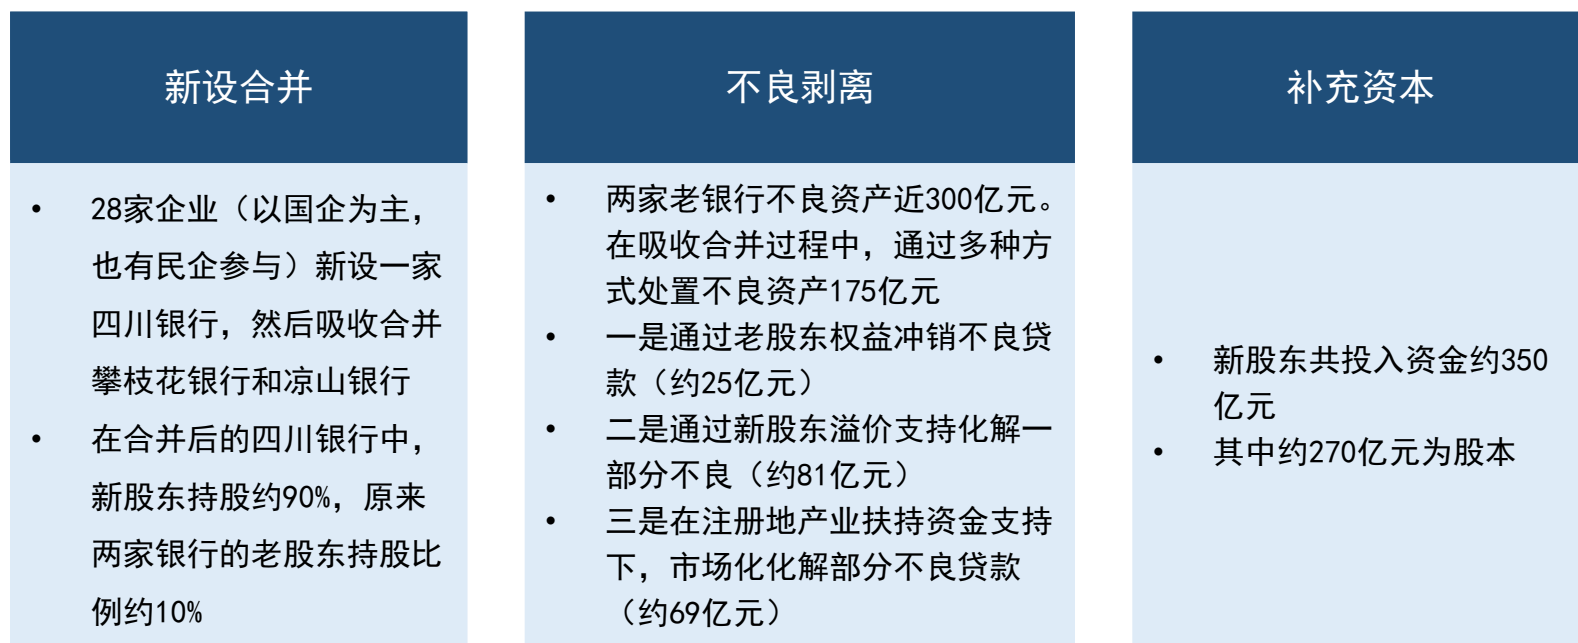 新设合并
• 28家企业（以国企为主，
也有民企参与）新设一家
四川银行，然后吸收合并
攀枝花银行和凉山银行
• 在合并后的四川银行中，
新股东持股约90%，原来
两家银行的老股东持股比
例约10%
不良剥离
• 两家老银行不良资产近300亿元。
在吸收合并过程中，通过多种方
式处置不良资产175亿元
• 一是通过老股东权益冲销不良贷
款（约25亿元）
• 二是通过新股东溢价支持化解一
部分不良（约81亿元）
• 三是在注册地产业扶持资金支持
下，市场化化解部分不良贷款
（约69亿元）
补充资本
• 新股东共投入资金约350
亿元
• 其中约270亿元为股本